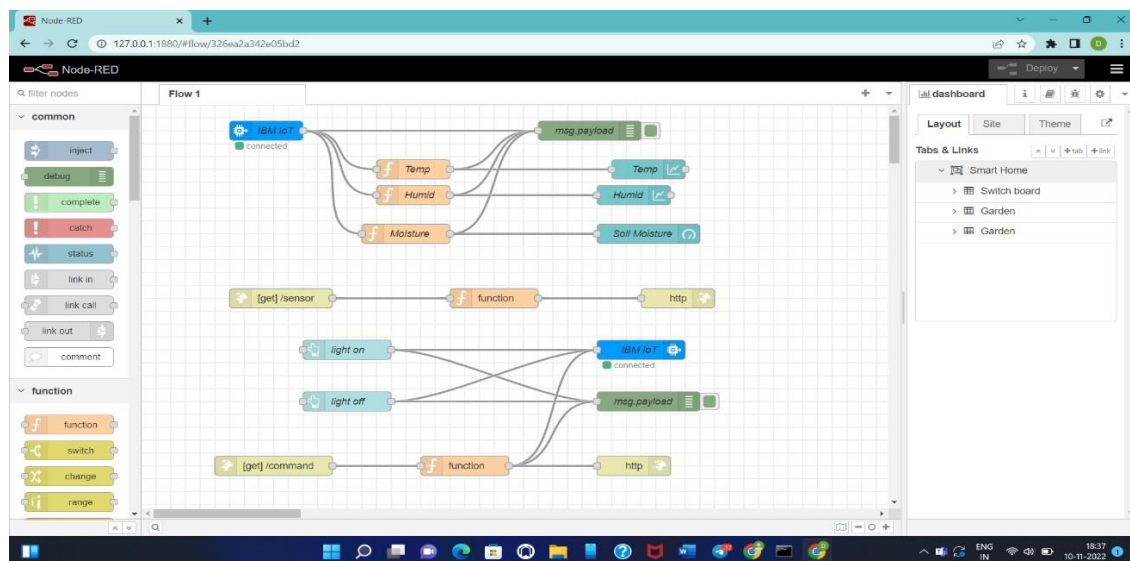 Node-RED
127.0.0.1:1880/#flow/326ea2a342e05bd2
D
Node-RED
Deploy
filter nodes
Flow 1
dashboard
i
common
IBM IoT
connected
msg.payload
Layout
Site
Theme
inject
Tabs & Links
tab
link
debug
Temp
Temp
Smart Home
complete
Humid
Humid
Switch board
catch
Moisture
Soil Moisture
Garden
status
Garden
link in
[get] /sensor
function
http
link call
link out
light on
IBM IoT
comment
connected
function
light off
msg.payload
function
switch
[get] /command
function
http
change
range
ENG
IN
18:37
10-11-2022
1